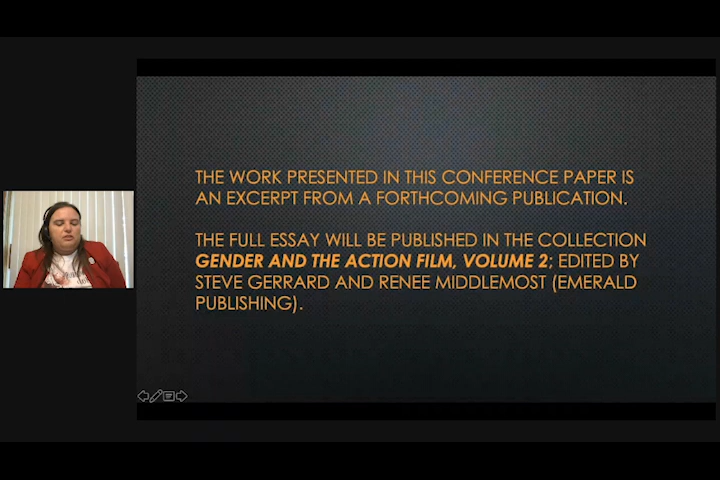 THE WORK PRESENTED IN THIS CONFERENCE PAPER IS
AN EXCERPT FROM A FORTHCOMING PUBLICATION.
THE FULL ESSAY WILL BE PUBLISHED IN THE COLLECTION
GENDER AND THE ACTION FILM, VOLUME 2; EDITED BY
STEVE GERRARD AND RENEE MIDDLEMOST (EMERALD
PUBLISHING).